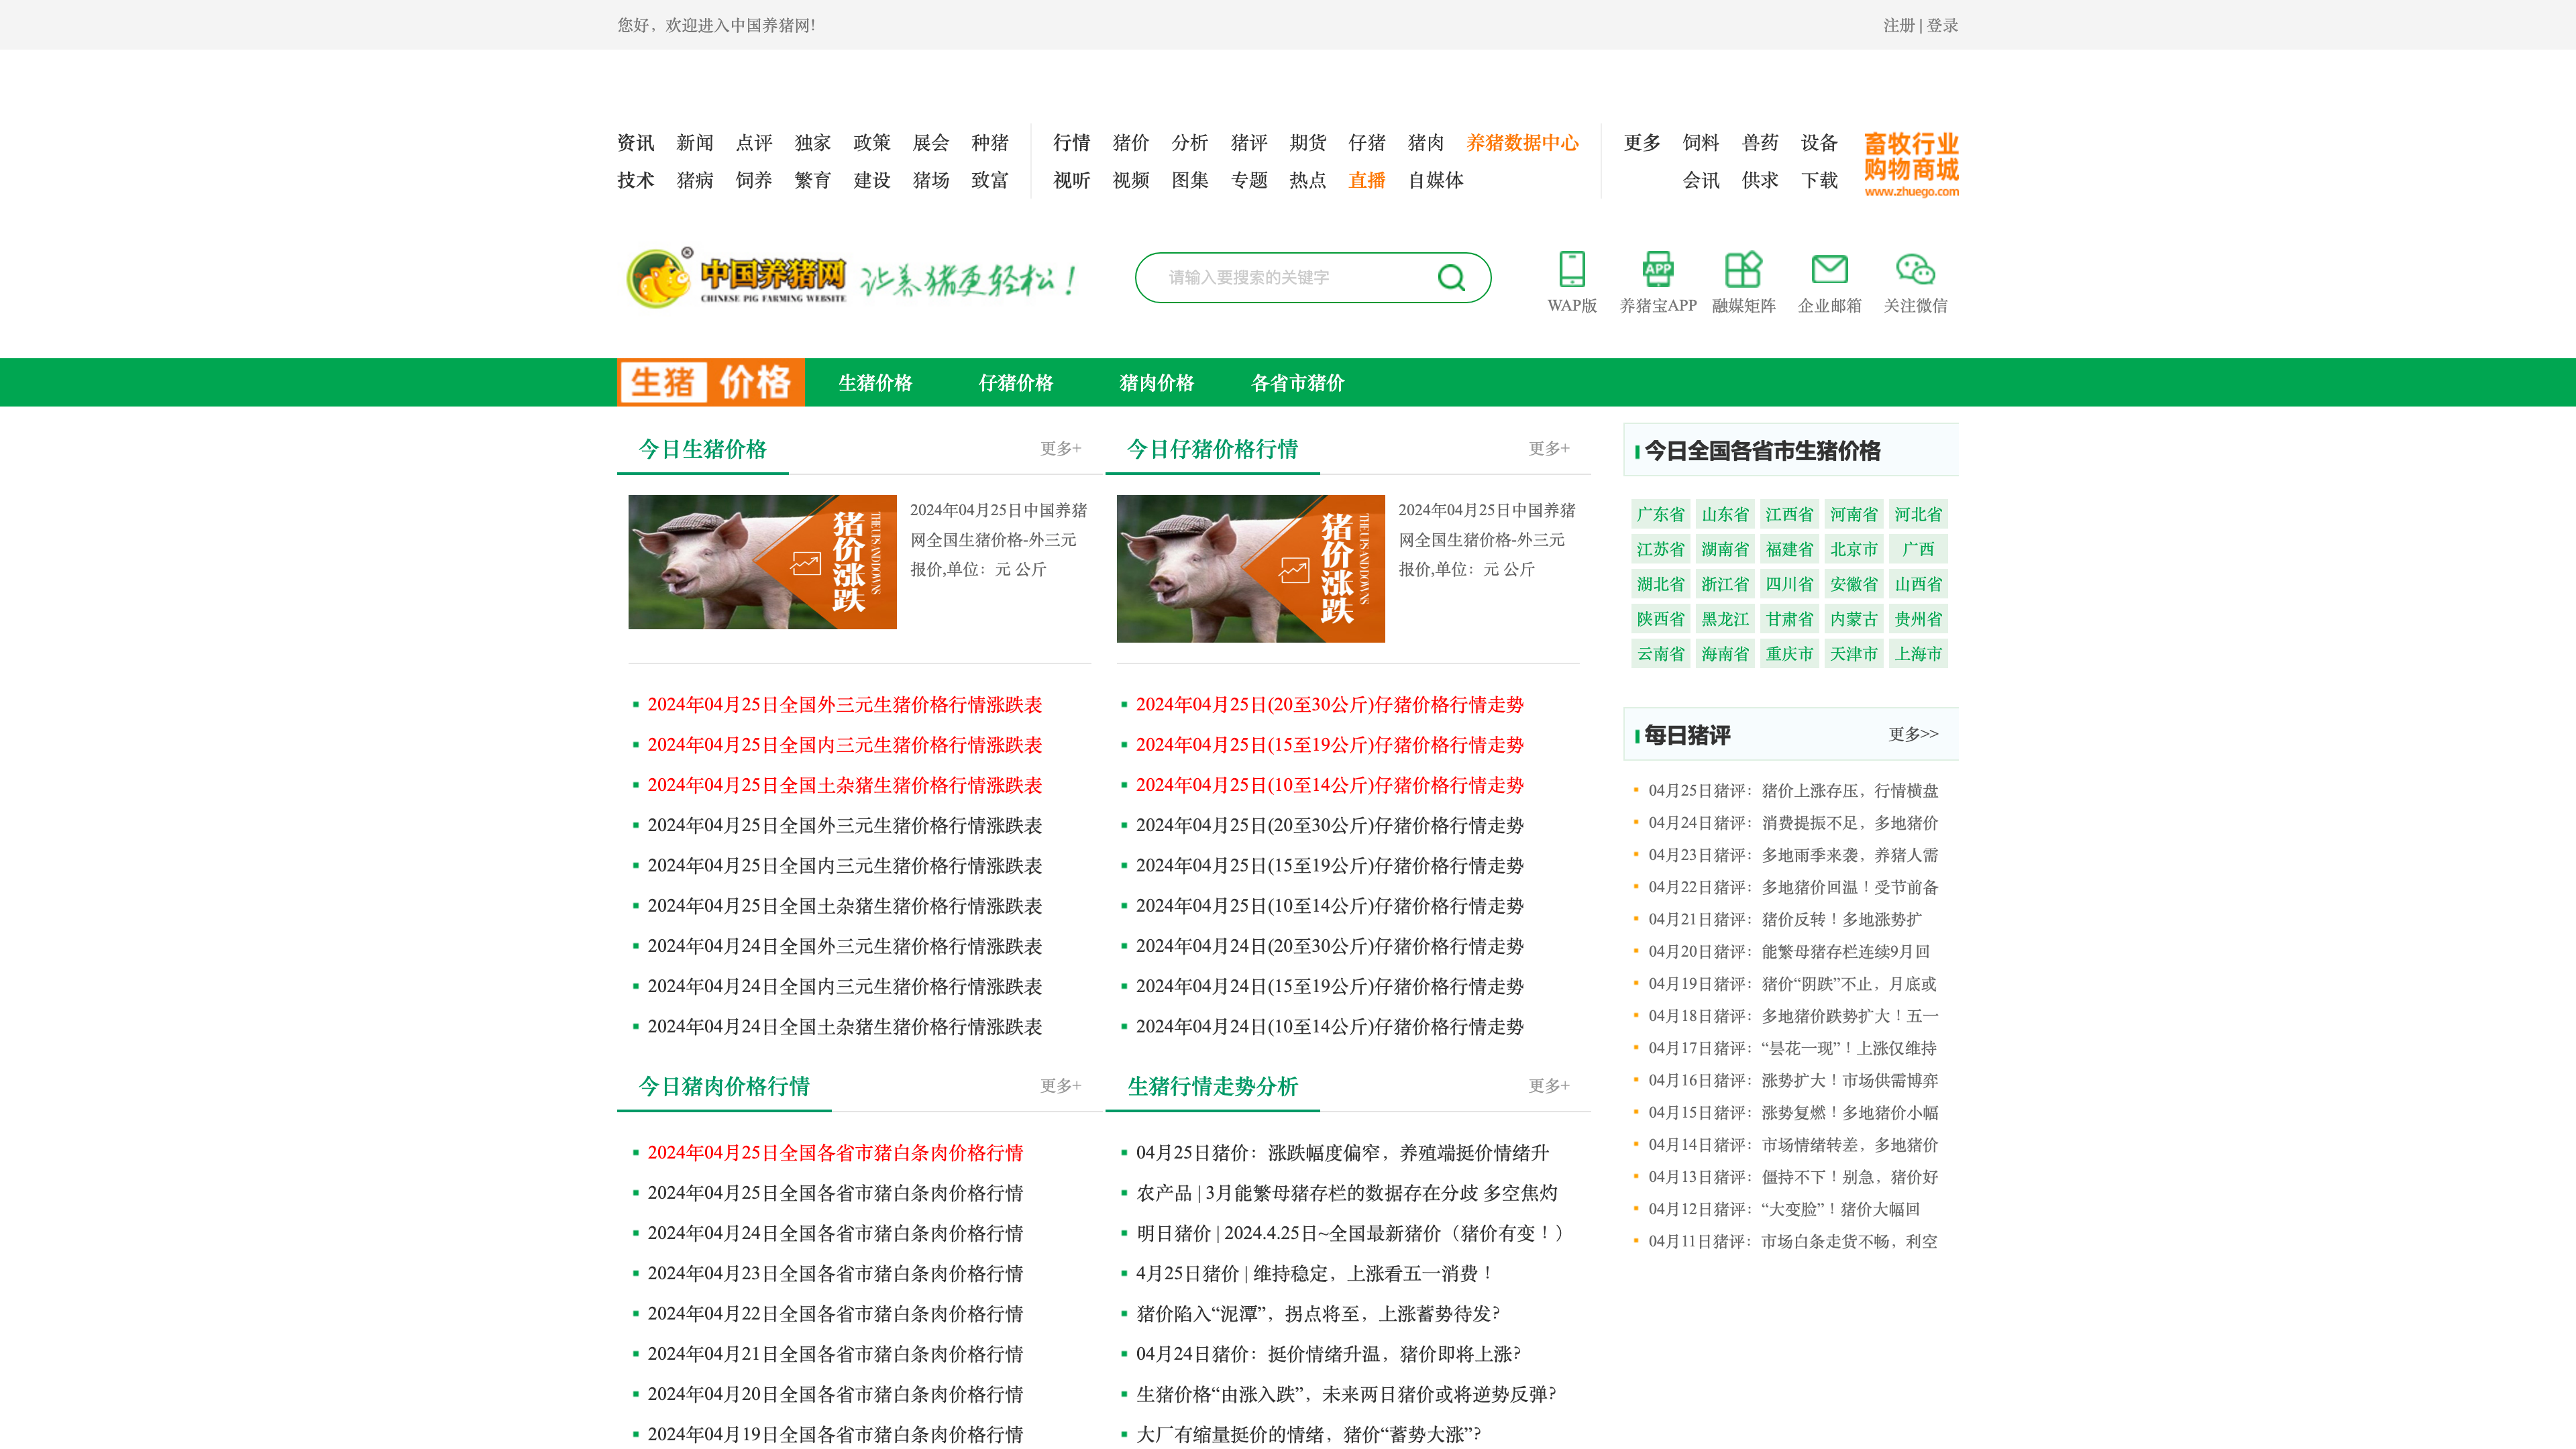 您好，欢迎进入中国养猪网!
注册 | 登录
资讯 新闻 点评 独家 政策 展会 种猪
技术 猪病 饲养 繁育 建设 猪场 致富
行情 猪价 分析 猪评 期货 仔猪 猪肉 养猪数据中心
视听 视频 图集 专题 热点 直播 自媒体
更多 饲料 兽药 设备
会讯 供求 下载
畜牧行业
购物商城
www.zhuego.com
中国养猪网
CHINESE PIG FARMING WEBSITE
让养猪更轻松！
请输入要搜索的关键字
APP
WAP版 养猪宝APP 融媒矩阵 企业邮箱 关注微信
生猪 价格 生猪价格 仔猪价格 猪肉价格 各省市猪价
今日生猪价格 更多+
猪价涨跌
THE UPS AND DOWNS
2024年04月25日中国养猪
网全国生猪价格-外三元
报价,单位：元 公斤
2024年04月25日全国外三元生猪价格行情涨跌表
2024年04月25日全国内三元生猪价格行情涨跌表
2024年04月25日全国土杂猪生猪价格行情涨跌表
2024年04月25日全国外三元生猪价格行情涨跌表
2024年04月25日全国内三元生猪价格行情涨跌表
2024年04月25日全国土杂猪生猪价格行情涨跌表
2024年04月24日全国外三元生猪价格行情涨跌表
2024年04月24日全国内三元生猪价格行情涨跌表
2024年04月24日全国土杂猪生猪价格行情涨跌表
今日仔猪价格行情 更多+
猪价涨跌
THE UPS AND DOWNS
2024年04月25日中国养猪
网全国生猪价格-外三元
报价,单位：元 公斤
2024年04月25日(20至30公斤)仔猪价格行情走势
2024年04月25日(15至19公斤)仔猪价格行情走势
2024年04月25日(10至14公斤)仔猪价格行情走势
2024年04月25日(20至30公斤)仔猪价格行情走势
2024年04月25日(15至19公斤)仔猪价格行情走势
2024年04月25日(10至14公斤)仔猪价格行情走势
2024年04月24日(20至30公斤)仔猪价格行情走势
2024年04月24日(15至19公斤)仔猪价格行情走势
2024年04月24日(10至14公斤)仔猪价格行情走势
今日猪肉价格行情 更多+
2024年04月25日全国各省市猪白条肉价格行情
2024年04月25日全国各省市猪白条肉价格行情
2024年04月24日全国各省市猪白条肉价格行情
2024年04月23日全国各省市猪白条肉价格行情
2024年04月22日全国各省市猪白条肉价格行情
2024年04月21日全国各省市猪白条肉价格行情
2024年04月20日全国各省市猪白条肉价格行情
2024年04月19日全国各省市猪白条肉价格行情
生猪行情走势分析 更多+
04月25日猪价：涨跌幅度偏窄，养殖端挺价情绪升
农产品 | 3月能繁母猪存栏的数据存在分歧 多空焦灼
明日猪价 | 2024.4.25日~全国最新猪价（猪价有变！）
4月25日猪价 | 维持稳定，上涨看五一消费！
猪价陷入“泥潭”，拐点将至，上涨蓄势待发?
04月24日猪价：挺价情绪升温，猪价即将上涨?
生猪价格“由涨入跌”，未来两日猪价或将逆势反弹?
大厂有缩量挺价的情绪，猪价“蓄势大涨”?
今日全国各省市生猪价格
广东省 山东省 江西省 河南省 河北省
江苏省 湖南省 福建省 北京市 广西
湖北省 浙江省 四川省 安徽省 山西省
陕西省 黑龙江 甘肃省 内蒙古 贵州省
云南省 海南省 重庆市 天津市 上海市
每日猪评 更多>>
04月25日猪评：猪价上涨存压，行情横盘
04月24日猪评：消费提振不足，多地猪价
04月23日猪评：多地雨季来袭，养猪人需
04月22日猪评：多地猪价回温！受节前备
04月21日猪评：猪价反转！多地涨势扩
04月20日猪评：能繁母猪存栏连续9月回
04月19日猪评：猪价“阴跌”不止，月底或
04月18日猪评：多地猪价跌势扩大！五一
04月17日猪评：“昙花一现”！上涨仅维持
04月16日猪评：涨势扩大！市场供需博弈
04月15日猪评：涨势复燃！多地猪价小幅
04月14日猪评：市场情绪转差，多地猪价
04月13日猪评：僵持不下！别急，猪价好
04月12日猪评：“大变脸”！猪价大幅回
04月11日猪评：市场白条走货不畅，利空